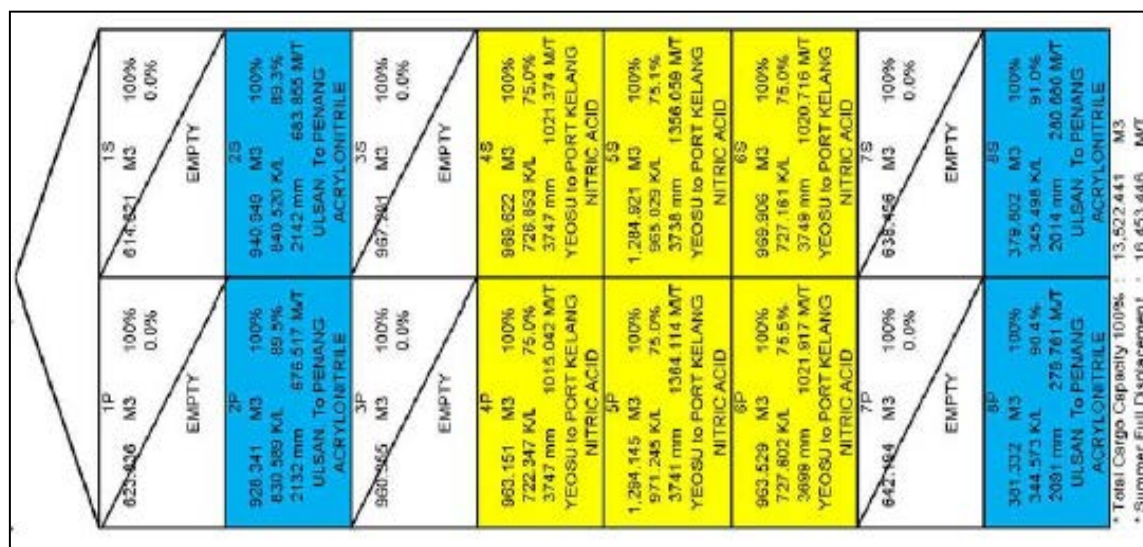 1P
M3 100%
0.0%
EMPTY
1S
614.621 M3 100%
0.0%
EMPTY
2P
928.341 M3 100%
830.589 K/L 89.5%
2132 mm 676.517 M/T
ULSAN To PENANG
ACRYLONITRILE
2S
940.949 M3 100%
840.520 K/L 89.3%
2142 mm 683.855 M/T
ULSAN To PENANG
ACRYLONITRILE
3P
M3 100%
0.0%
EMPTY
3S
M3 100%
0.0%
EMPTY
4P
963.151 M3 100%
722.347 K/L 75.0%
3747 mm 1015.042 M/T
YEOSU to PORT KELANG
NITRIC ACID
4S
969.622 M3 100%
726.853 K/L 75.0%
3747 mm 1021.374 M/T
YEOSU to PORT KELANG
NITRIC ACID
5P
1,294.145 M3 100%
971.245 K/L 75.0%
3741 mm 1364.114 M/T
YEOSU to PORT KELANG
NITRIC ACID
5S
1,284.921 M3 100%
965.029 K/L 75.1%
3738 mm 1356.059 M/T
YEOSU to PORT KELANG
NITRIC ACID
6P
963.529 M3 100%
727.602 K/L 75.5%
3699 mm 1021.917 M/T
YEOSU to PORT KELANG
NITRIC ACID
6S
969.906 M3 100%
727.161 K/L 75.0%
3749 mm 1020.716 M/T
YEOSU to PORT KELANG
NITRIC ACID
7P
642.194 M3 100%
0.0%
EMPTY
7S
638.456 M3 100%
0.0%
EMPTY
8P
381.332 M3 100%
344.573 K/L 90.4%
2091 mm M/T
ULSAN To PENANG
ACRYLONITRILE
8S
379.802 M3 100%
345.498 K/L 91.0%
2014 mm 280.660 M/T
ULSAN To PENANG
ACRYLONITRILE
* Total Cargo Capacity 100% : 13,522.441 M3
* Summer Full Displacement : 16,453.446 M/T